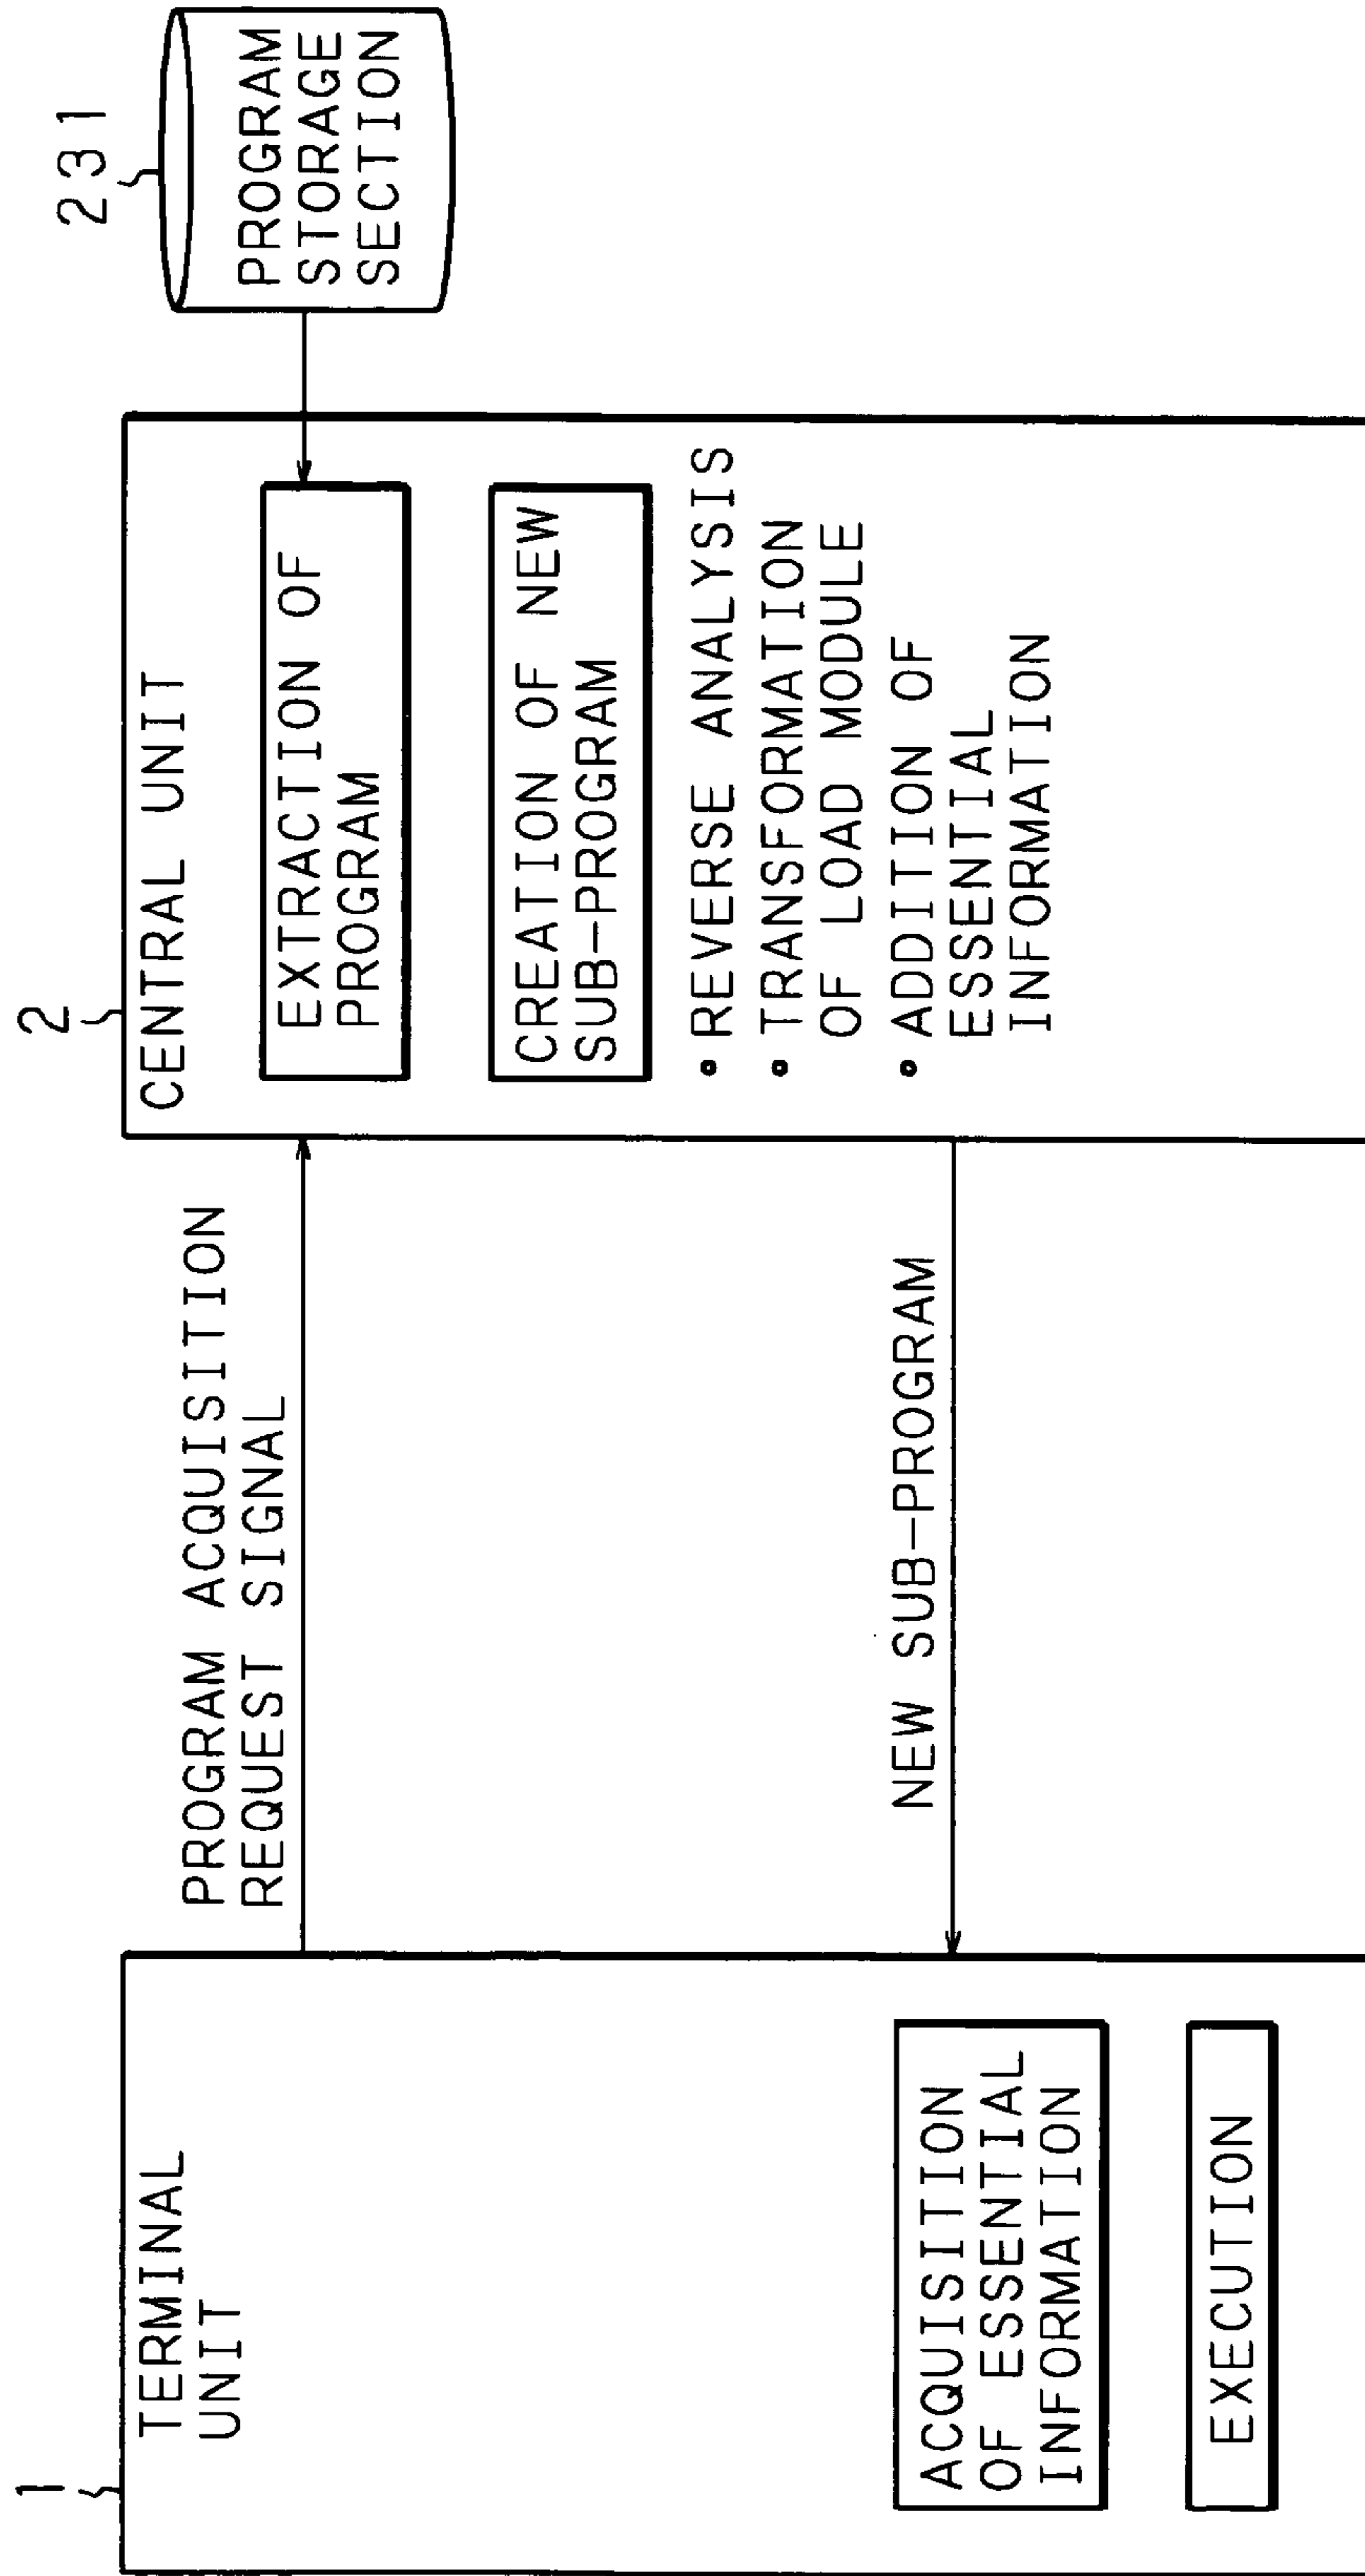 1
TERMINAL
UNIT
ACQUISITION
OF ESSENTIAL
INFORMATION
EXECUTION
PROGRAM ACQUISITION
REQUEST SIGNAL
NEW SUB-PROGRAM
2
CENTRAL UNIT
EXTRACTION OF
PROGRAM
CREATION OF NEW
SUB-PROGRAM
• REVERSE ANALYSIS
• TRANSFORMATION
OF LOAD MODULE
• ADDITION OF
ESSENTIAL
INFORMATION
231
PROGRAM
STORAGE
SECTION